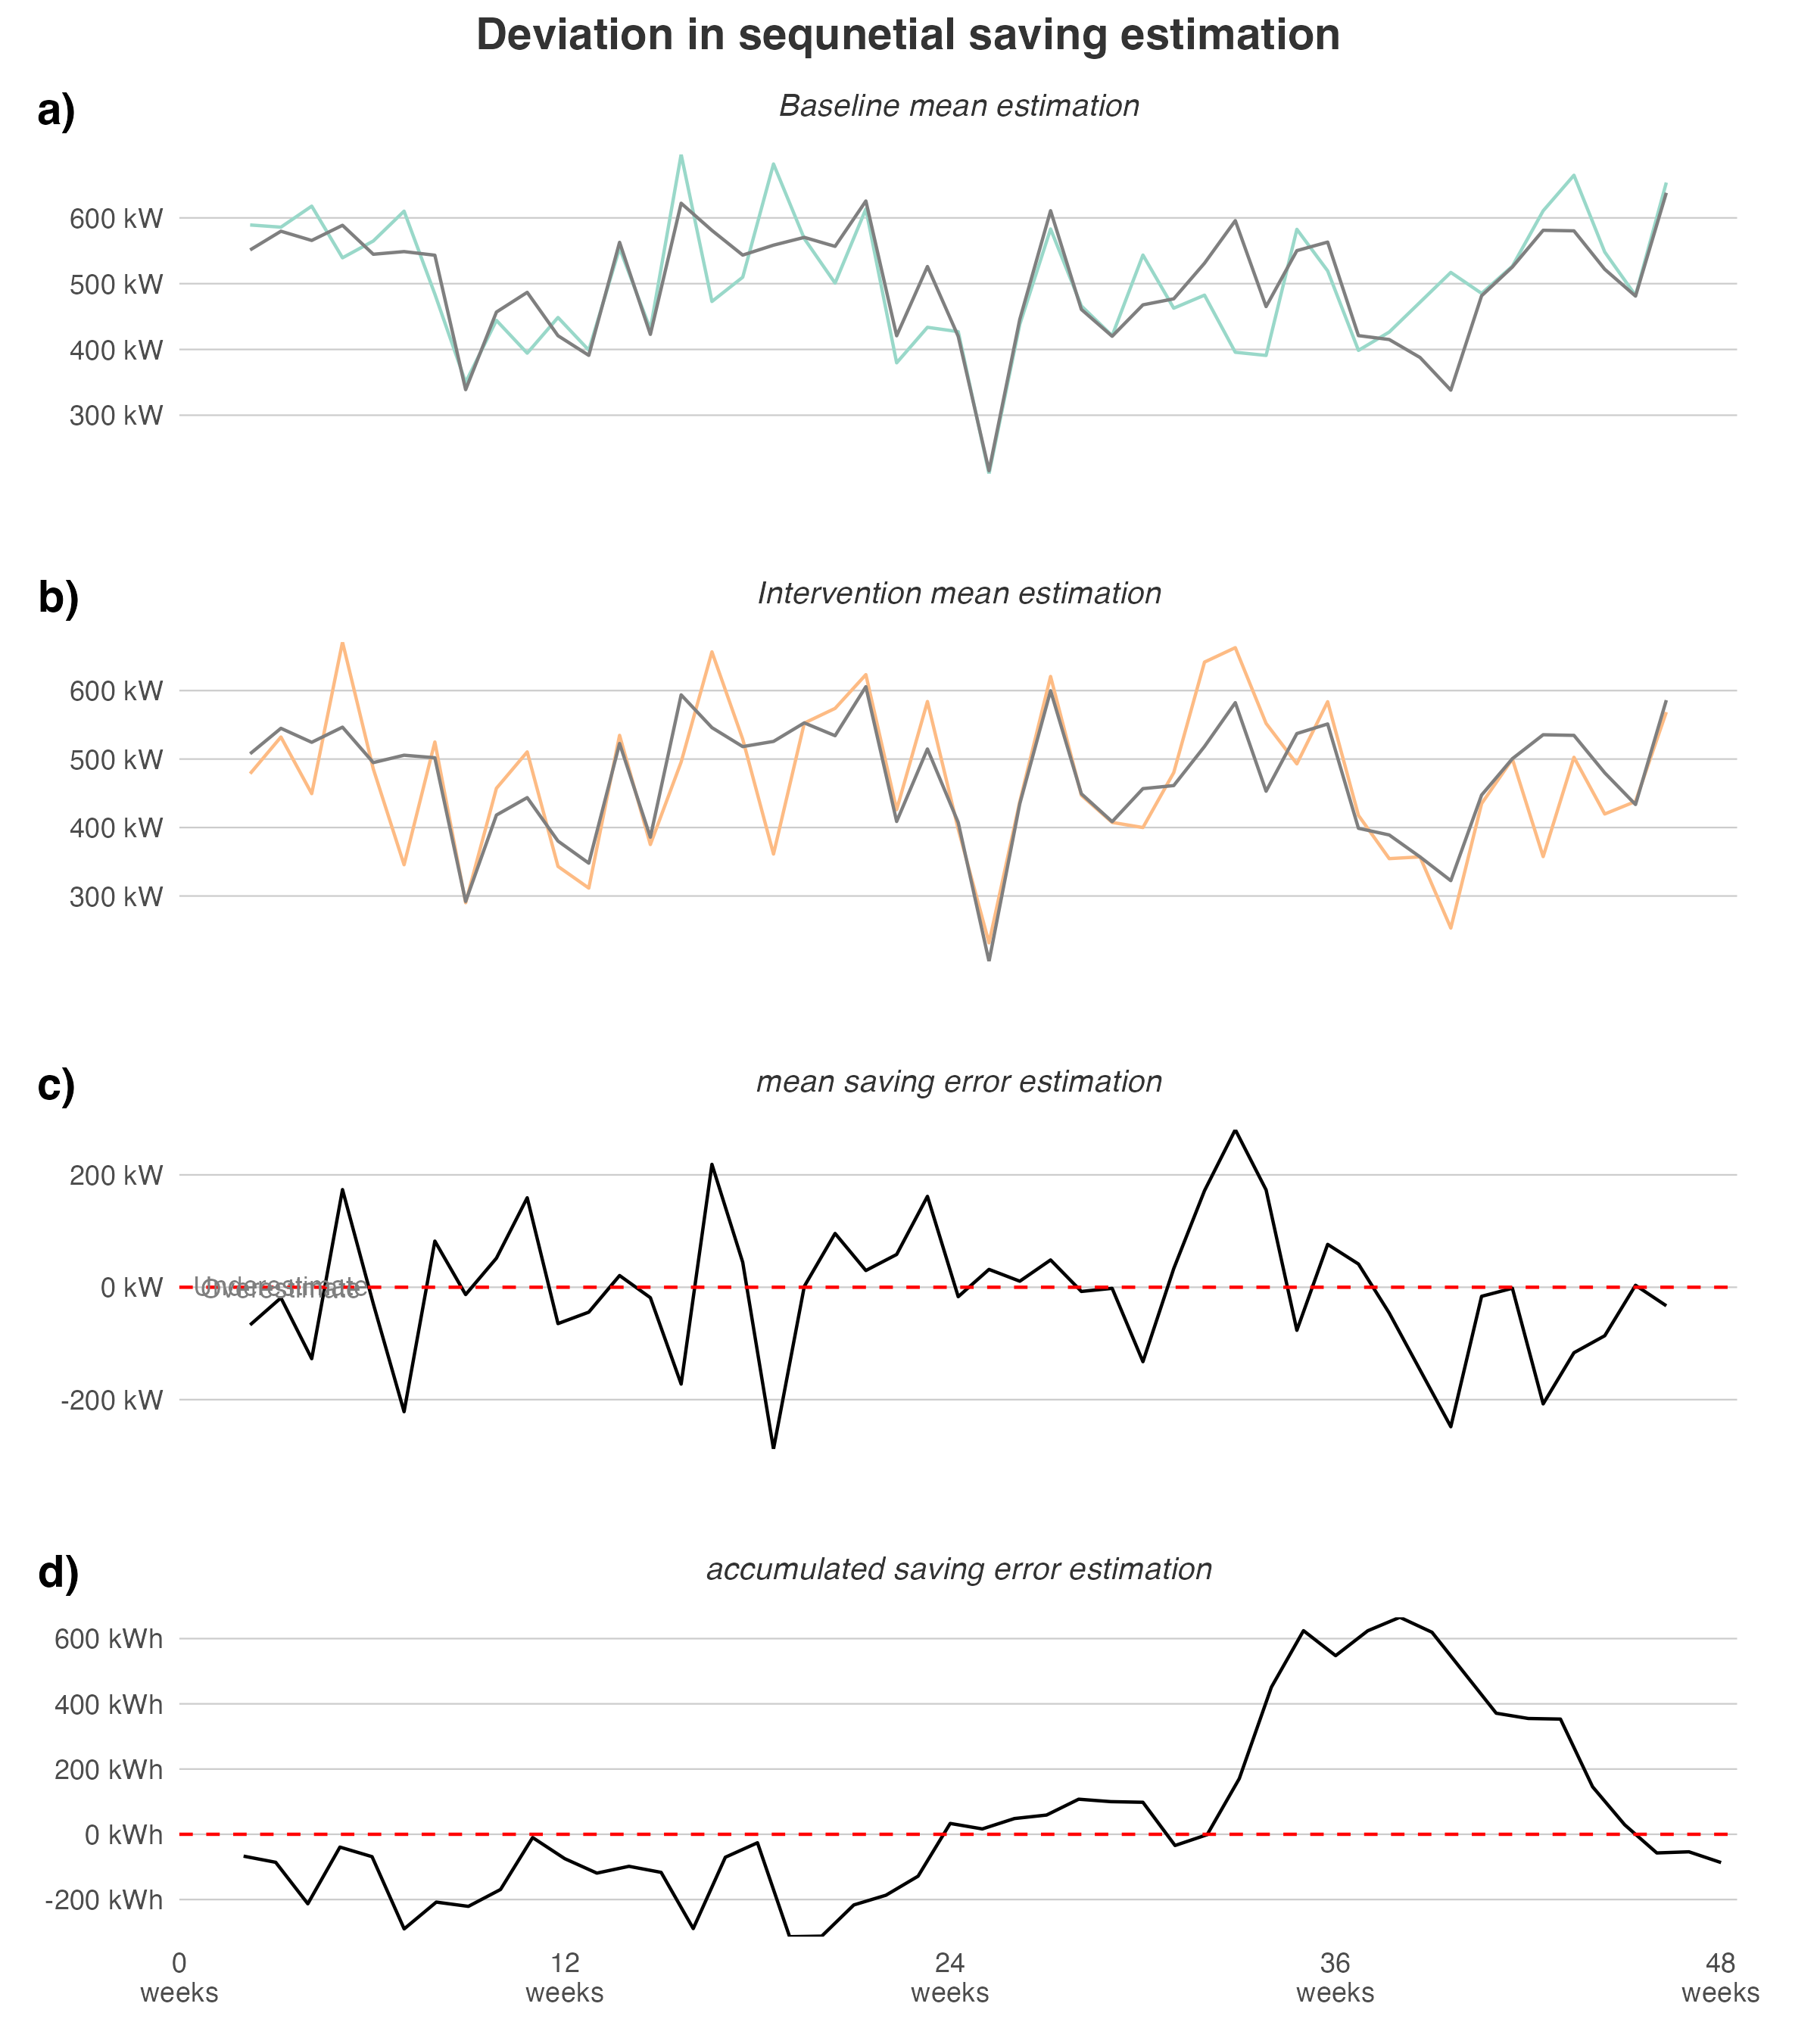 Deviation in sequnetial saving estimation
a)
Baseline mean estimation
600 kW
500 kW
400 kW
300 kW
b)
Intervention mean estimation
600 kW
500 kW
400 kW
300 kW
c)
mean saving error estimation
200 kW
0 kW
Underestimate
Overestimate
-200 kW
d)
accumulated saving error estimation
600 kWh
400 kWh
200 kWh
0 kWh
-200 kWh
0 12 24 36 48
weeks weeks weeks weeks weeks